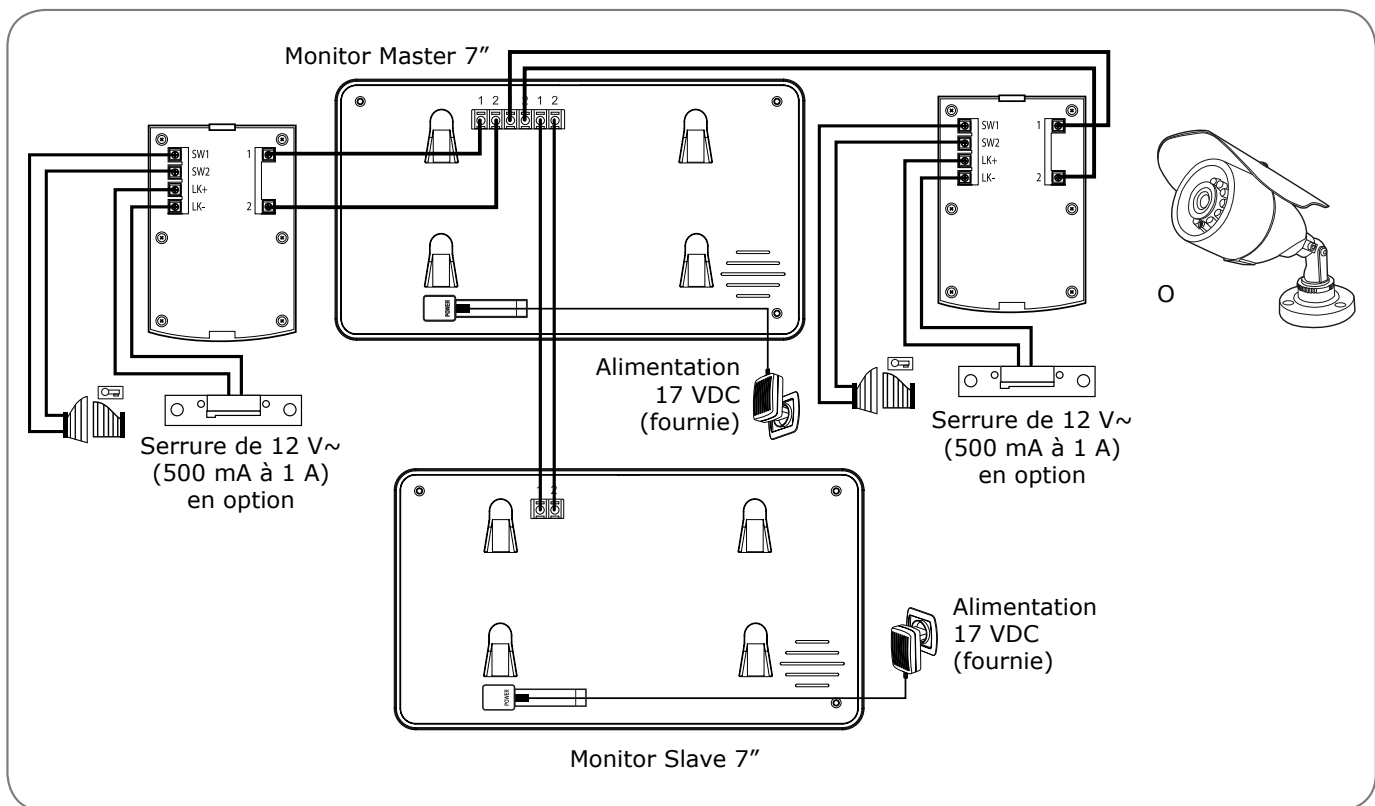 Monitor Master 7”
1 2 2 1 2
SW1
SW2
LK+
LK-
1
2
POWER
Serrure de 12 V~
(500 mA à 1 A)
en option
Alimentation
17 VDC
(fournie)
SW1
SW2
LK+
LK-
1
2
O
Serrure de 12 V~
(500 mA à 1 A)
en option
1 2
POWER
Alimentation
17 VDC
(fournie)
Monitor Slave 7”